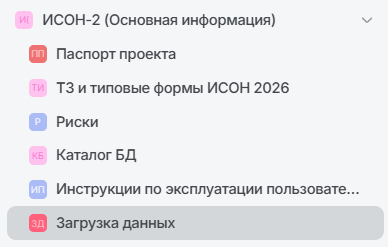 ИС ИСОН-2 (Основная информация)
ПП Паспорт проекта
ТИ ТЗ и типовые формы ИСОН 2026
Р Риски
КБ Каталог БД
ИП Инструкции по эксплуатации пользовате...
ЗД Загрузка данных